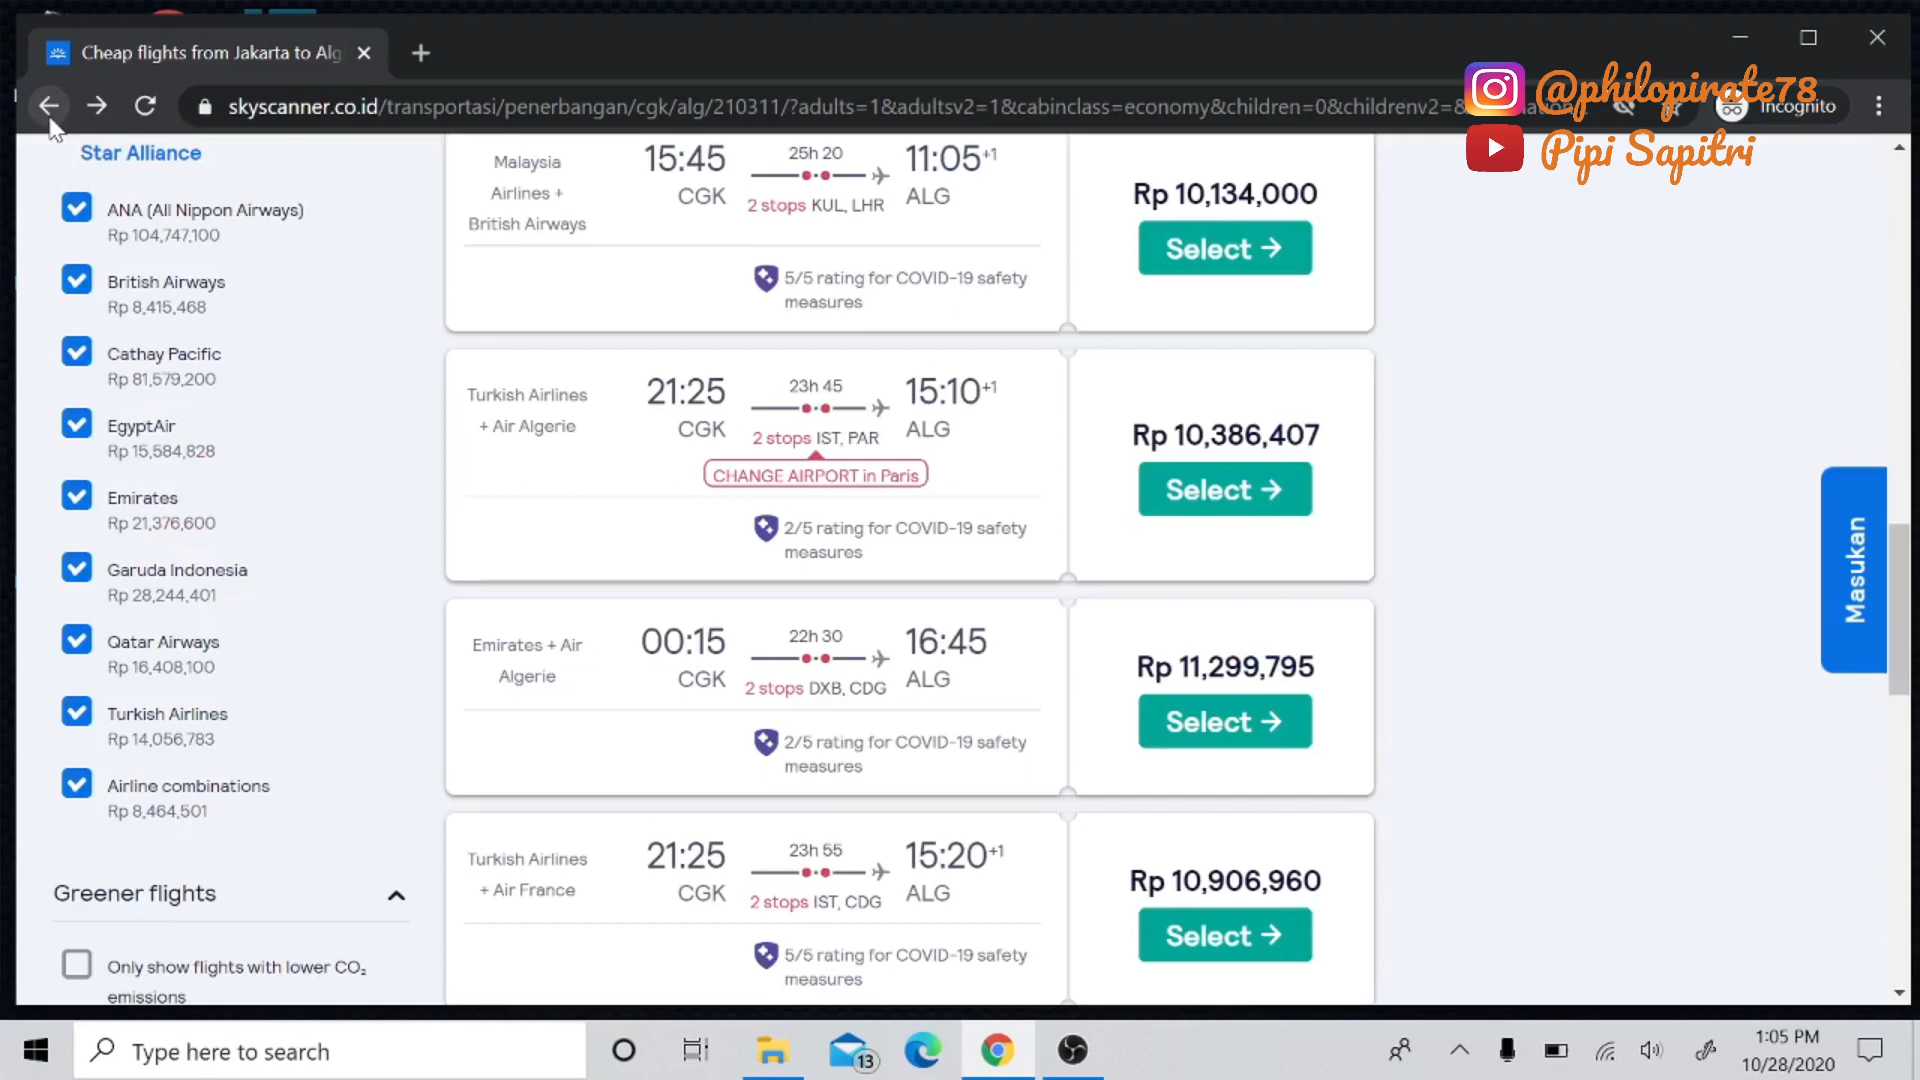 Cheap flights from Jakarta to Alg
skyscanner.co.id/transportasi/penerbangan/cgk/alg/210311/?adults=1&adultsv2=1&cabinclass=economy&children=0&childrenv2=&
Incognito
@philopirate78
Pipi Sapitri
Star Alliance
ANA (All Nippon Airways)
Rp 104,747,100
British Airways
Rp 8,415,468
Cathay Pacific
Rp 81,579,200
EgyptAir
Rp 15,584,828
Emirates
Rp 21,376,600
Garuda Indonesia
Rp 28,244,401
Qatar Airways
Rp 16,408,100
Turkish Airlines
Rp 14,056,783
Airline combinations
Rp 8,464,501
Greener flights
Only show flights with lower CO₂
emissions
Malaysia
Airlines +
British Airways
15:45
CGK
25h 20
2 stops KUL, LHR
11:05+1
ALG
5/5 rating for COVID-19 safety
measures
Rp 10,134,000
Select →
Turkish Airlines
+ Air Algerie
21:25
CGK
23h 45
2 stops IST, PAR
CHANGE AIRPORT in Paris
15:10+1
ALG
2/5 rating for COVID-19 safety
measures
Rp 10,386,407
Select →
Emirates + Air
Algerie
00:15
CGK
22h 30
2 stops DXB, CDG
16:45
ALG
2/5 rating for COVID-19 safety
measures
Rp 11,299,795
Select →
Turkish Airlines
+ Air France
21:25
CGK
23h 55
2 stops IST, CDG
15:20+1
ALG
5/5 rating for COVID-19 safety
measures
Rp 10,906,960
Select →
Masukan
Type here to search
13
1:05 PM
10/28/2020